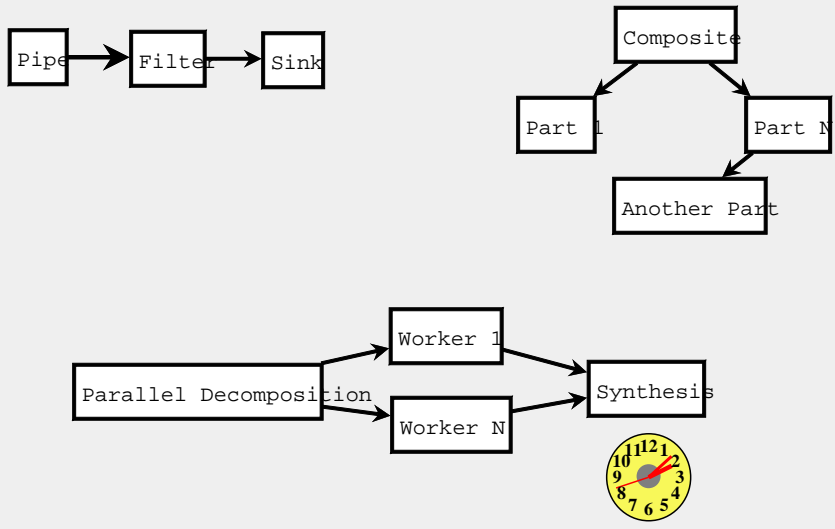 Pipe
Filter
Sink
Composite
Part 1
Part N
Another Part
Worker 1
Parallel Decomposition
Synthesis
Worker N
12
1
2
3
4
5
6
7
8
9
10
11